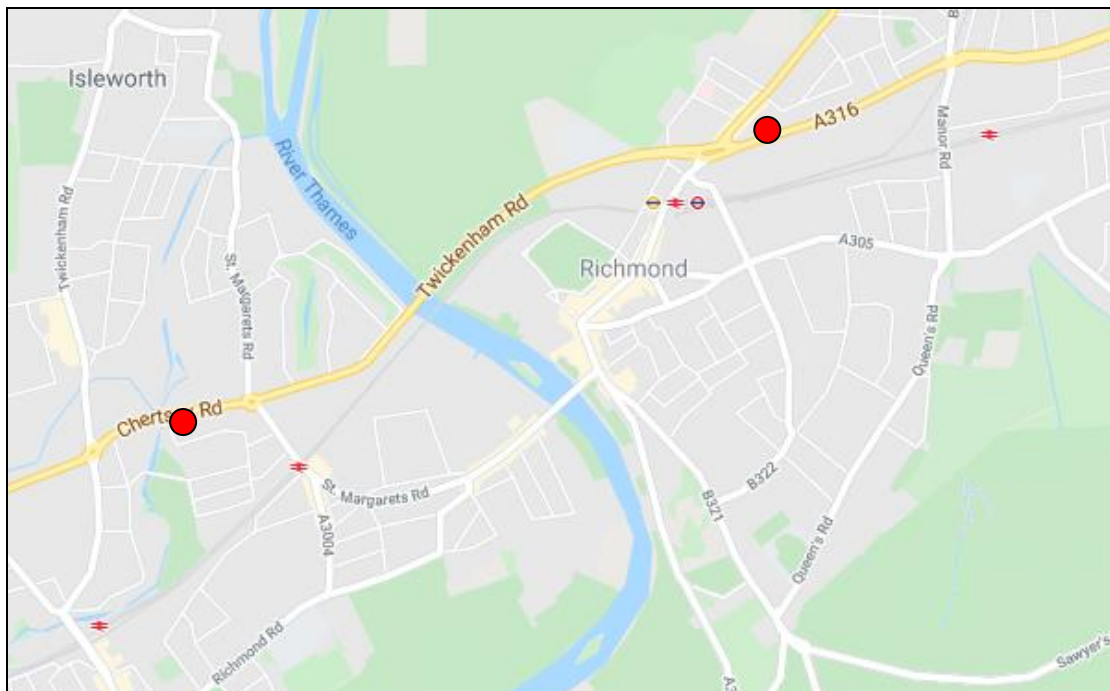 B
Isleworth
A316
Manor Rd
River Thames
Twickenham Rd
Twickenham Rd
St. Margarets Rd
A305
Richmond
Queen's Rd
Rd
St. Margarets Rd
B322
B321
A3004
Queen's Rd
Richmond Rd
Sawyer's
A3